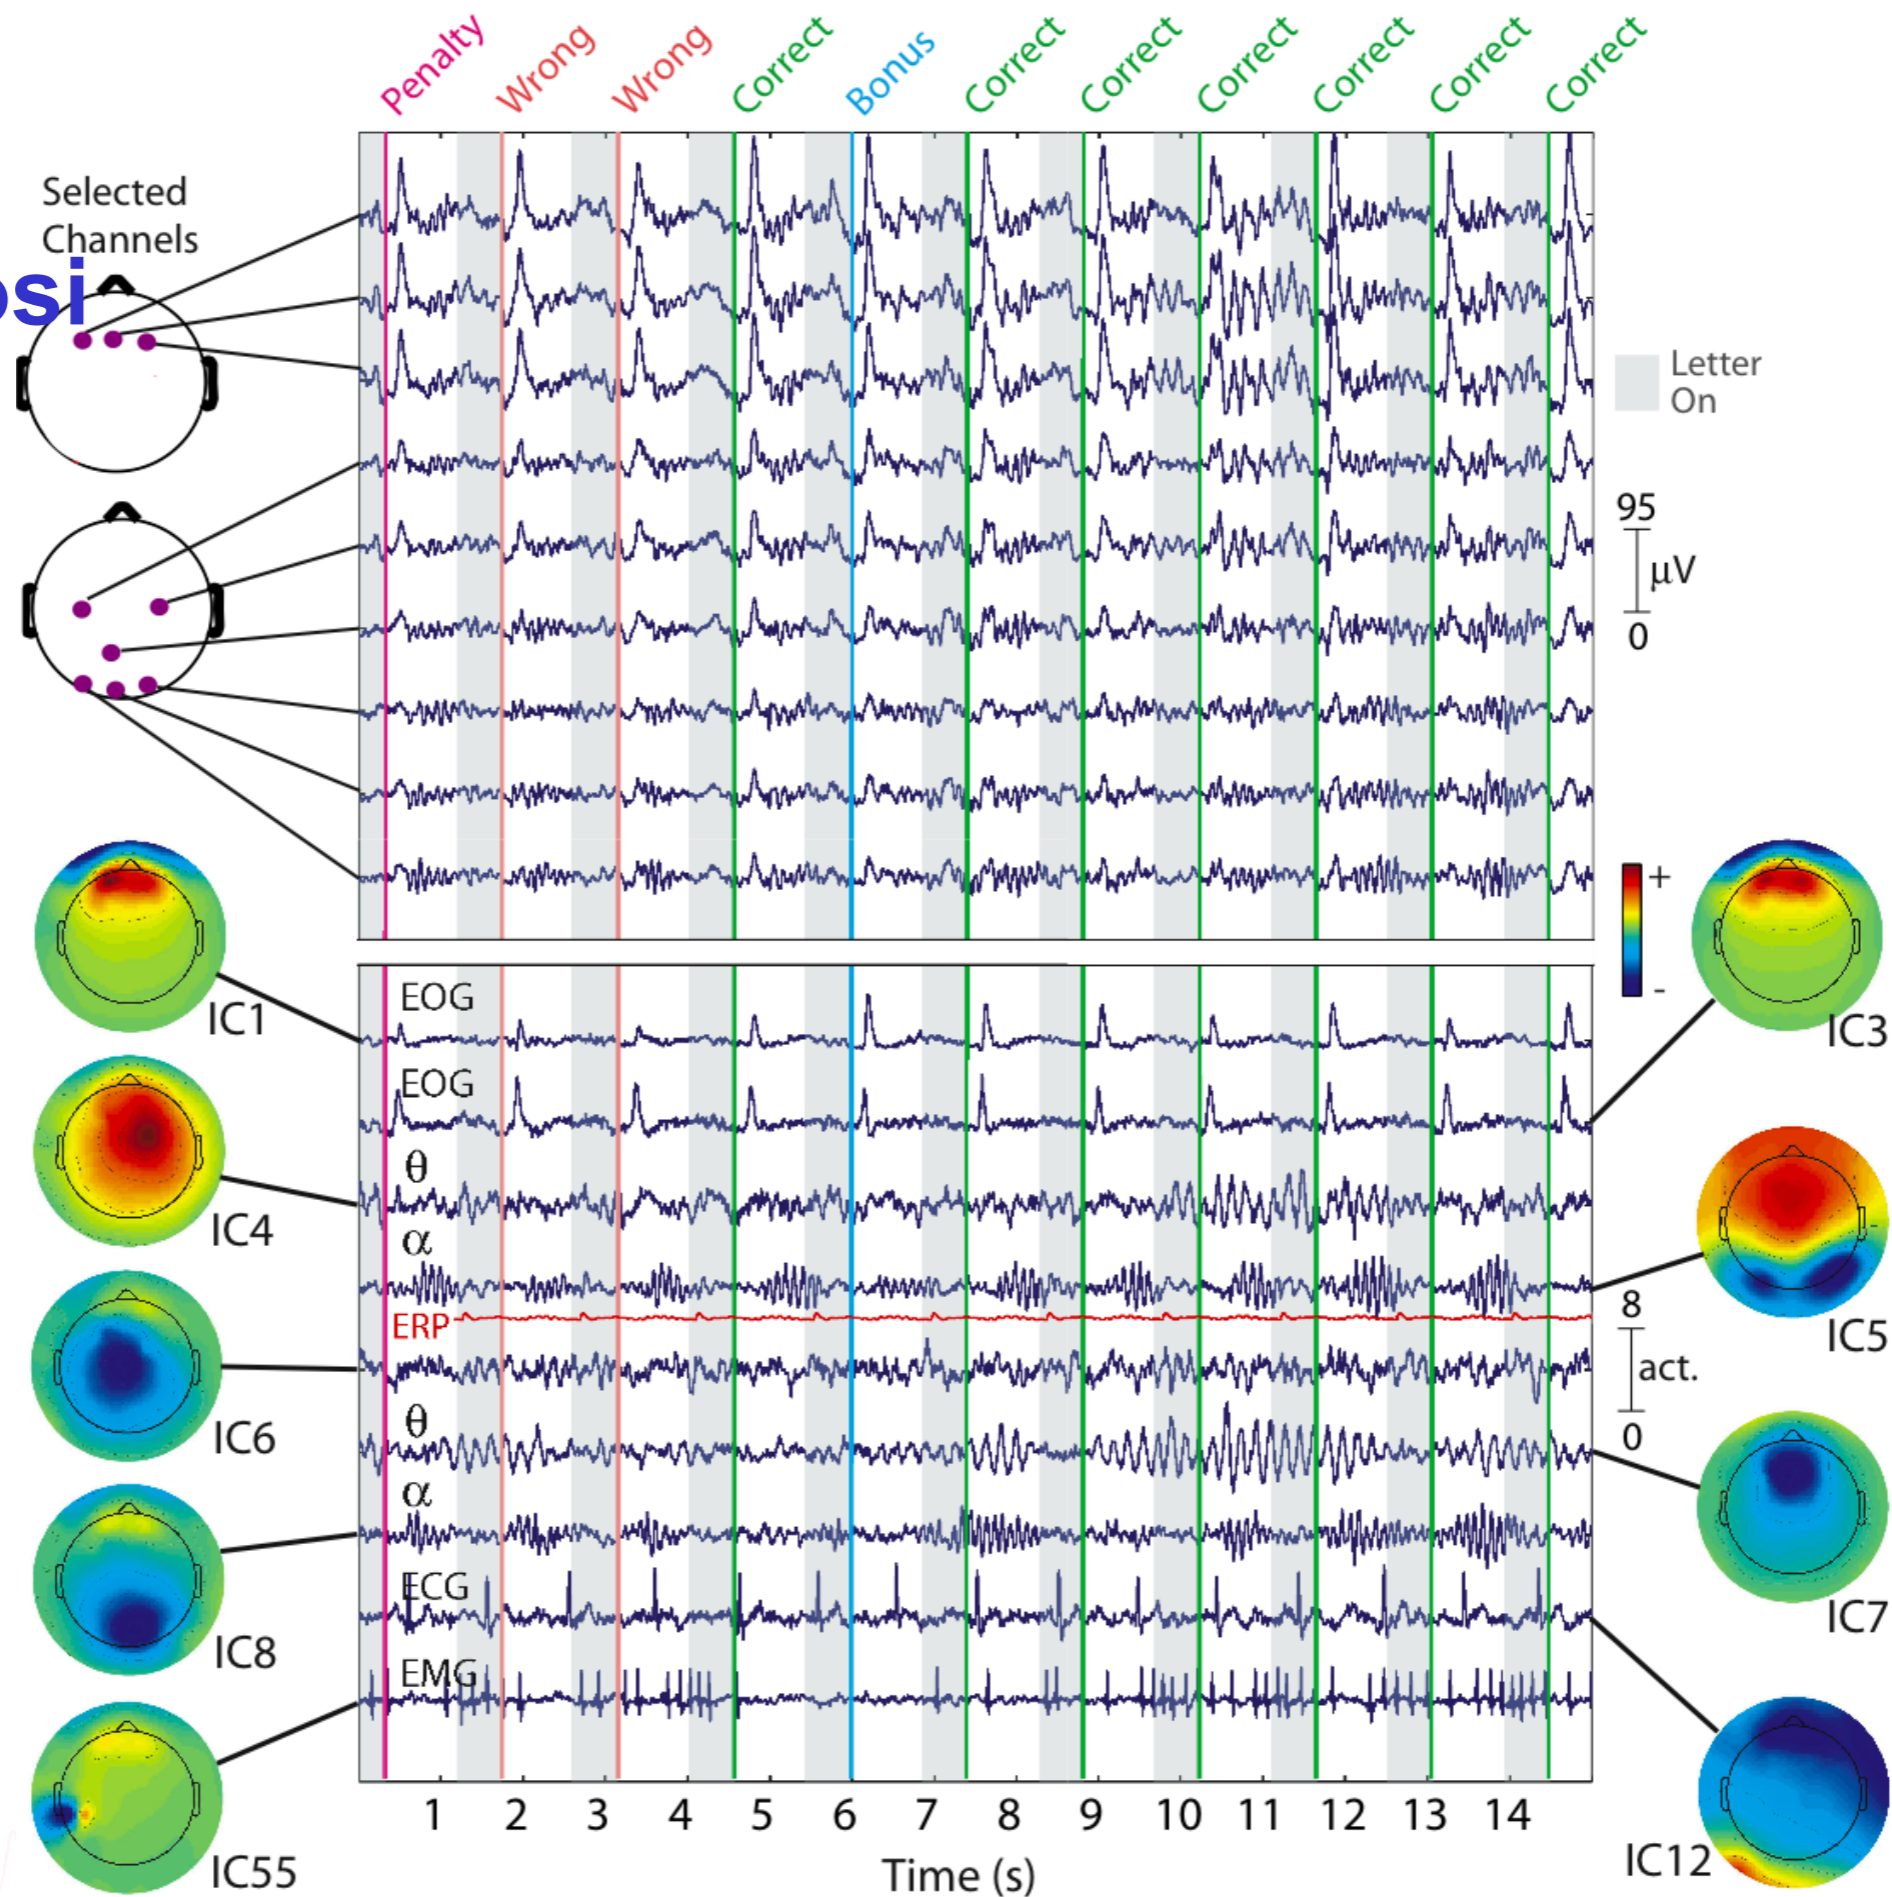 Penalty
Wrong
Wrong
Correct
Bonus
Correct
Correct
Correct
Correct
Correct
Correct
Selected
Channels
osi
Letter
On
95
μV
0
+
-
IC1
IC3
EOG
EOG
θ
IC4
α
IC5
ERP
8
act.
0
IC6
θ
IC7
α
IC8
ECG
EMG
IC55
IC12
1 2 3 4 5 6 7 8 9 10 11 12 13 14
Time (s)